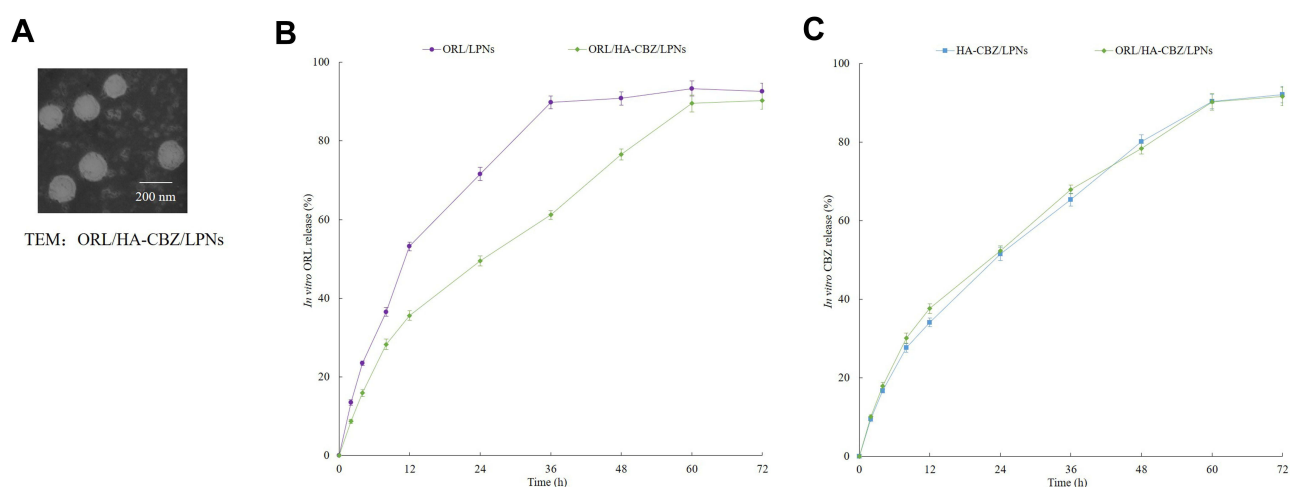 A
200 nm
TEM: ORL/HA-CBZ/LPNs
B
ORL/LPNs ORL/HA-CBZ/LPNs
In vitro ORL release (%)
100
80
60
40
20
0
0 12 24 36 48 60 72
Time (h)
C
HA-CBZ/LPNs ORL/HA-CBZ/LPNs
In vitro CBZ release (%)
100
80
60
40
20
0
0 12 24 36 48 60 72
Time (h)